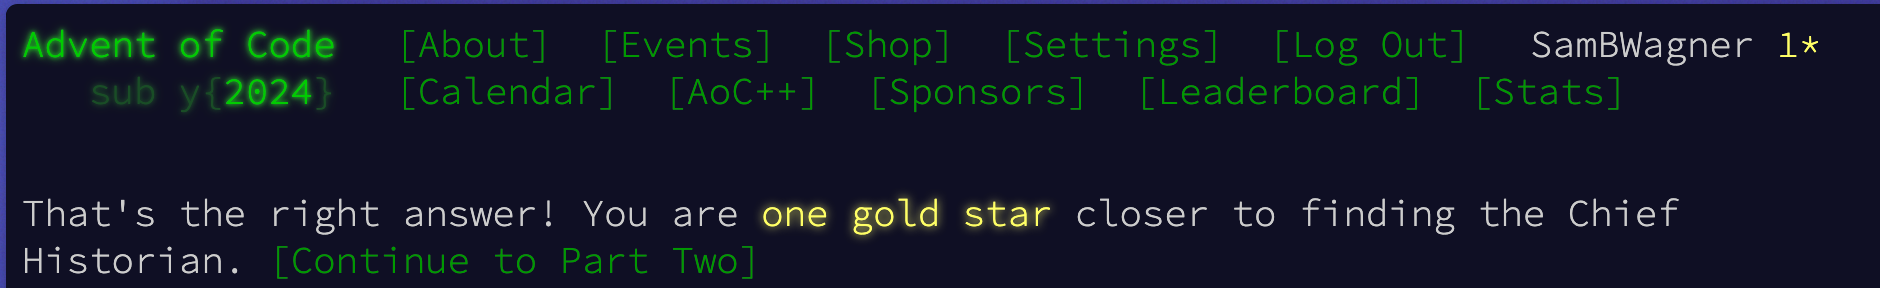 Advent of Code [About] [Events] [Shop] [Settings] [Log Out] SamBWagner 1*
sub y{2024} [Calendar] [AoC++] [Sponsors] [Leaderboard] [Stats]
That's the right answer! You are one gold star closer to finding the Chief
Historian. [Continue to Part Two]